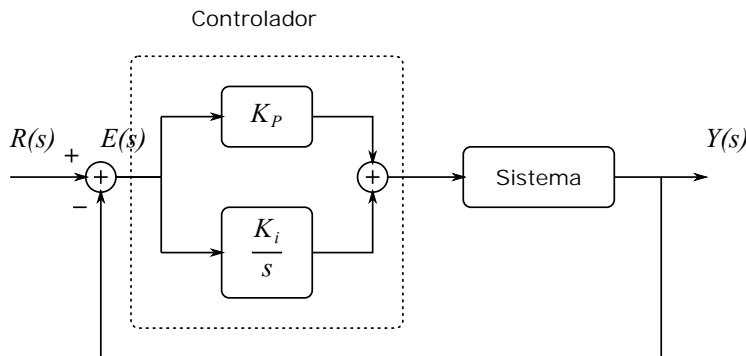 Controlador
R(s)
+
−
+
E(s)
K_P
K_i
s
+
Sistema
Y(s)